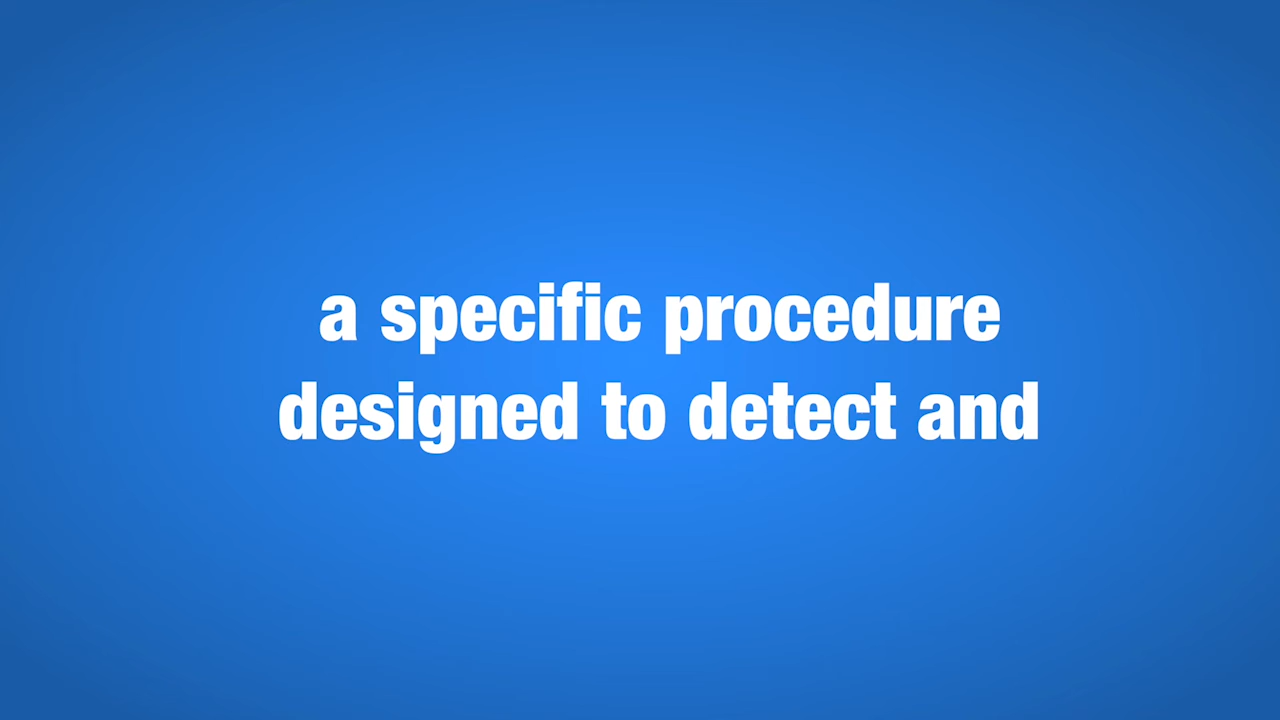 a specific procedure
designed to detect and